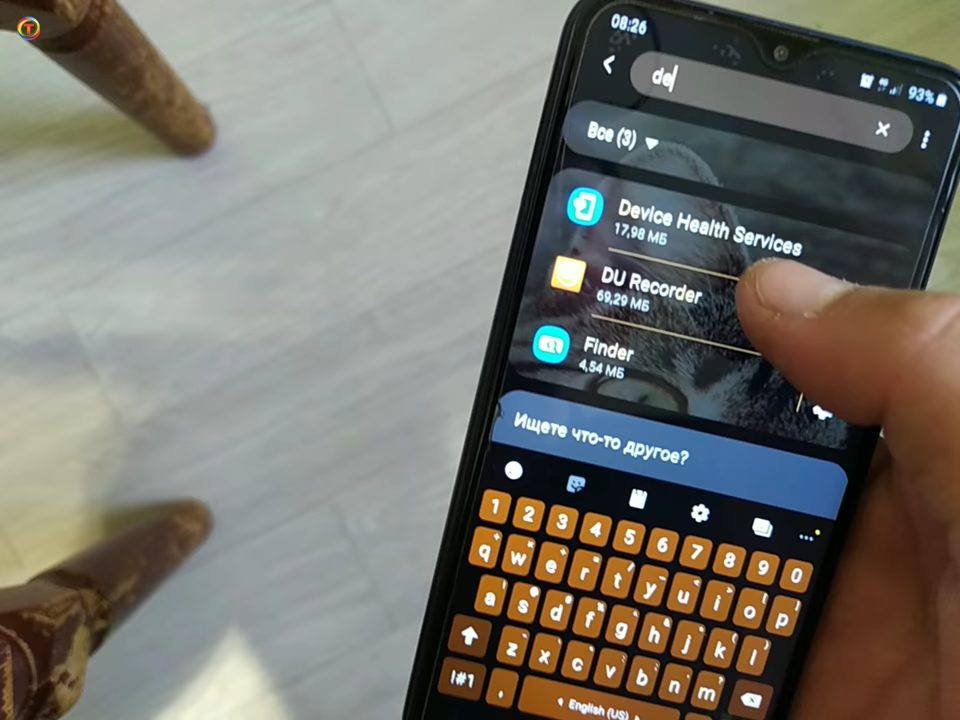 T
08:26
93%
de
Все (3)
Device Health Services
17,98 МБ
DU Recorder
69,29 МБ
Finder
4,54 МБ
Ищете что-то другое?
1 2 3 4 5 6 7 8 9 0
q w e r t y u i o p
a s d f g h j k l
z x c v b n m
!#1 , English (US)